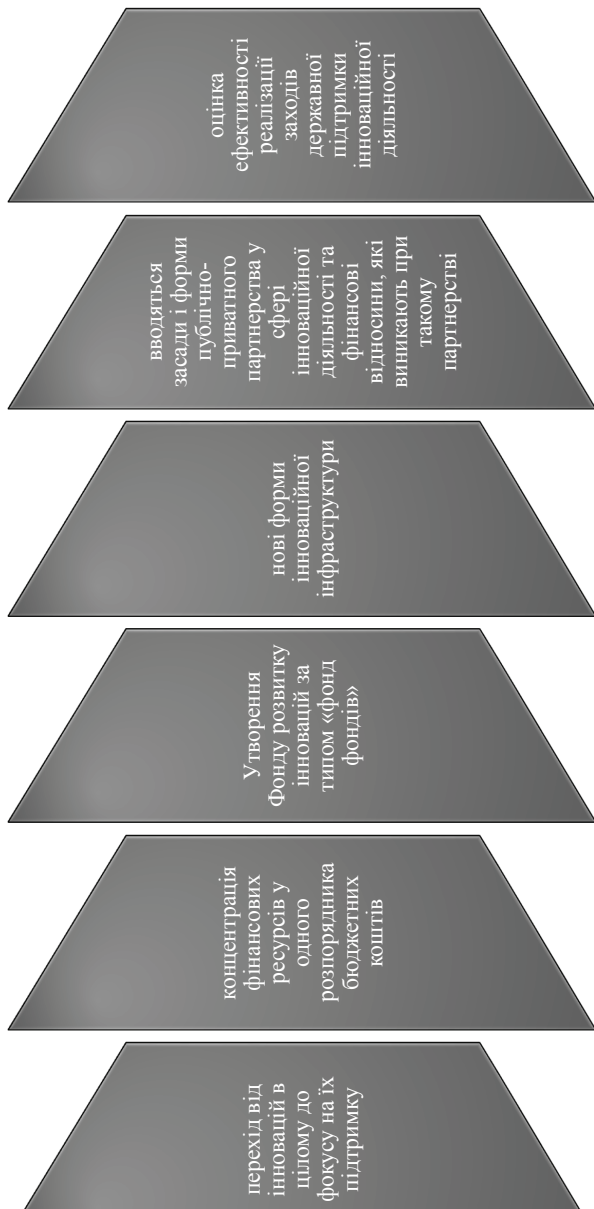 перехід від
інновацій в
цілому до
фокусу на їх
підтримку
концентрація
фінансових
ресурсів у
одного
розпорядника
бюджетних
коштів
Утворення
Фонду розвитку
інновацій за
типом «фонд
фондів»
нові форми
інноваційної
інфраструктури
вводяться
засади і форми
публічно-
приватного
партнерства у
сфері
інноваційної
діяльності та
фінансові
відносини, які
виникають при
такому
партнерстві
оцінка
ефективності
реалізації
заходів
державної
підтримки
інноваційної
діяльності